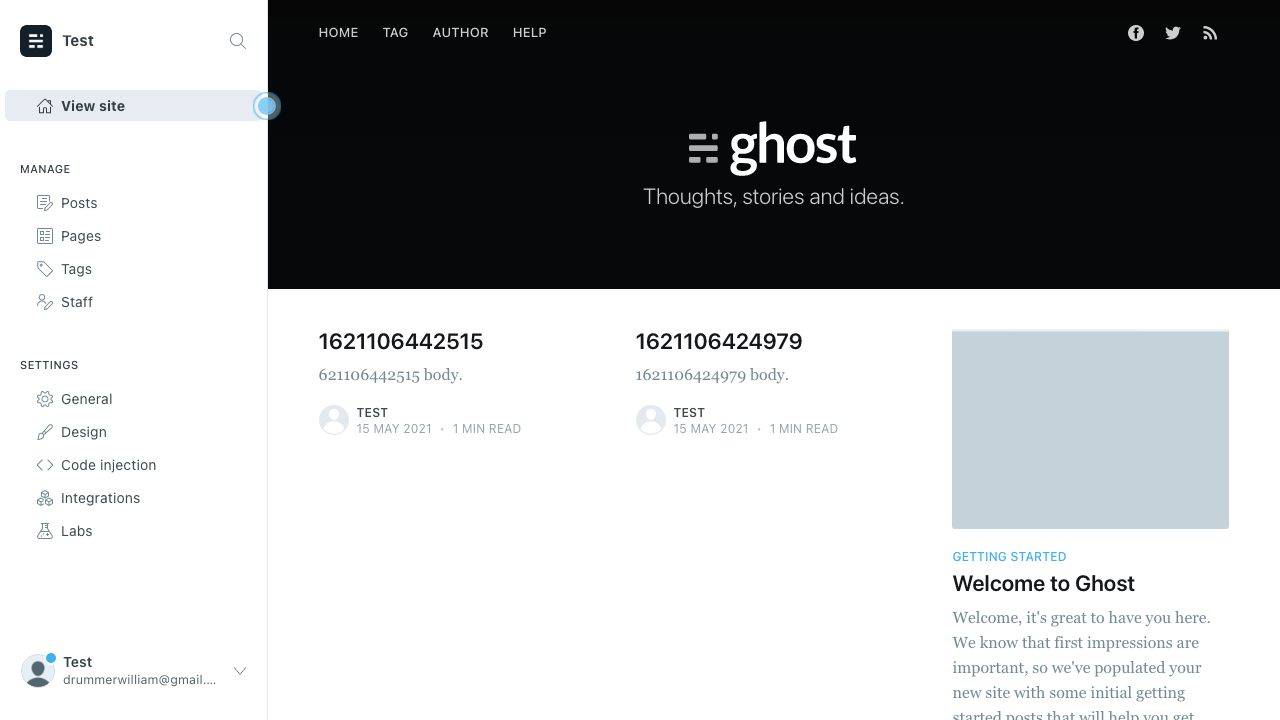 Test
View site
MANAGE
Posts
Pages
Tags
Staff
SETTINGS
General
Design
Code injection
Integrations
Labs
Test
drummerwilliam@gmail....
HOME TAG AUTHOR HELP
ghost
Thoughts, stories and ideas.
1621106442515
621106442515 body.
TEST
15 MAY 2021 • 1 MIN READ
1621106424979
1621106424979 body.
TEST
15 MAY 2021 • 1 MIN READ
GETTING STARTED
Welcome to Ghost
Welcome, it's great to have you here.
We know that first impressions are
important, so we've populated your
new site with some initial getting
started posts that will help you get